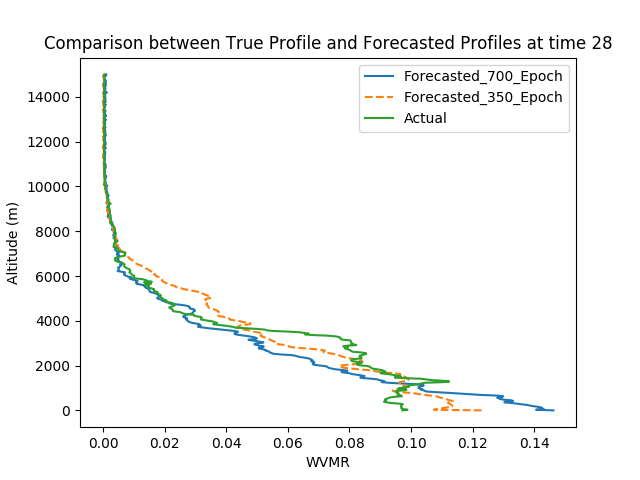 Comparison between True Profile and Forecasted Profiles at time 28
Forecasted_700_Epoch
Forecasted_350_Epoch
Actual
Altitude (m)
14000
12000
10000
8000
6000
4000
2000
0
0.00 0.02 0.04 0.06 0.08 0.10 0.12 0.14
WVMR